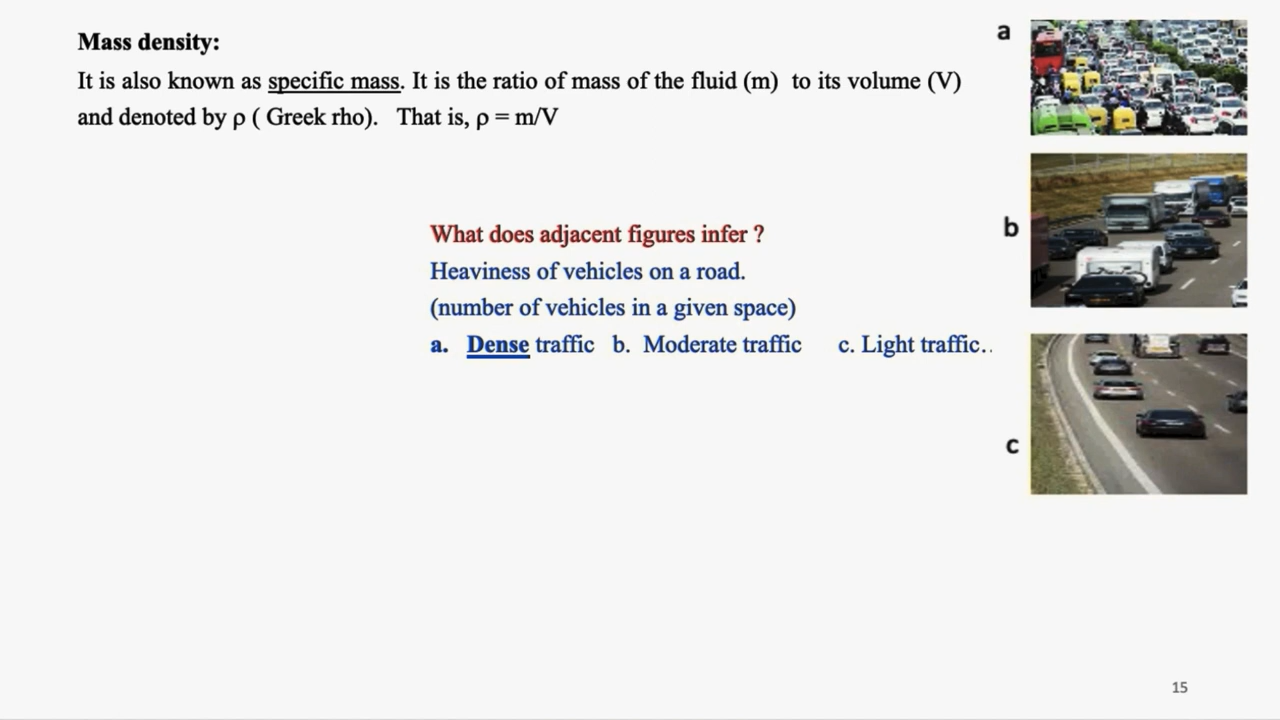 Mass density:
It is also known as specific mass. It is the ratio of mass of the fluid (m) to its volume (V)
and denoted by ρ ( Greek rho). That is, ρ = m/V
What does adjacent figures infer ?
Heaviness of vehicles on a road.
(number of vehicles in a given space)
a. Dense traffic b. Moderate traffic c. Light traffic..
a
b
c
15